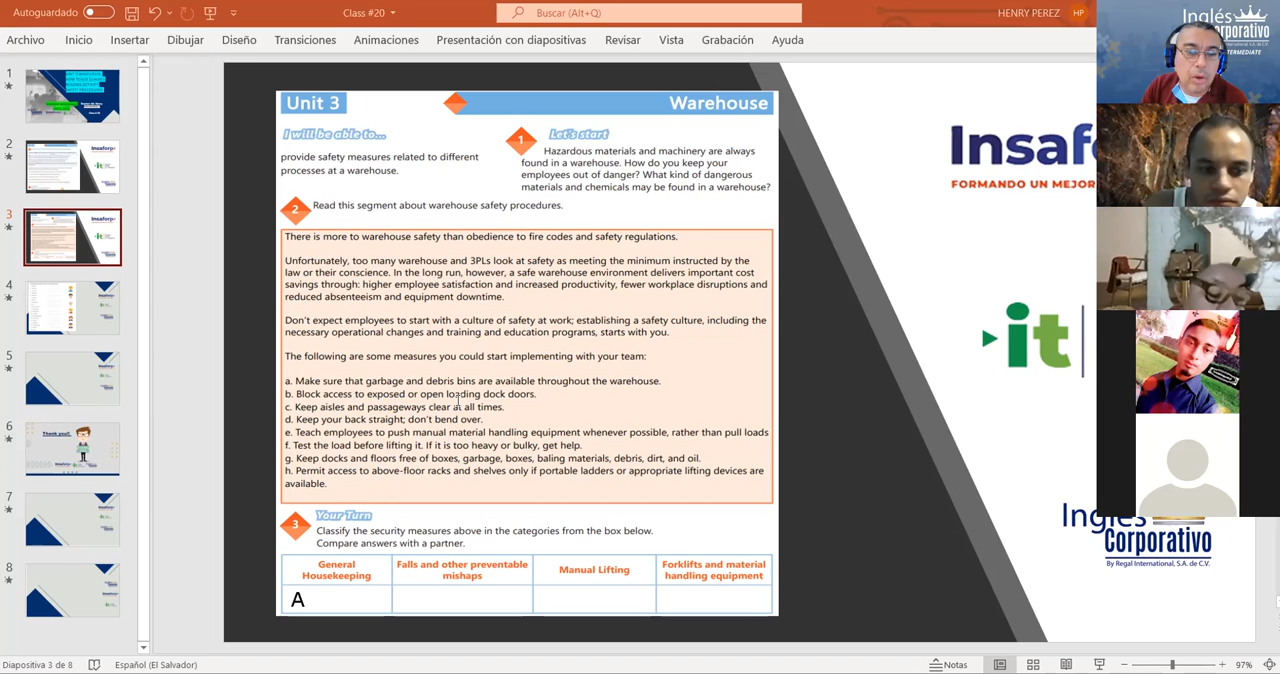 Autoguardado
Class #20
Buscar (Alt+Q)
HENRY PEREZ
HP
Archivo
Inicio
Insertar
Dibujar
Diseño
Transiciones
Animaciones
Presentación con diapositivas
Revisar
Vista
Grabación
Ayuda
Inglés
Corporativo
Unit 3
Warehouse
I will be able to...
provide safety measures related to different
processes at a warehouse.
1
Let's start
Hazardous materials and machinery are always
found in a warehouse. How do you keep your
employees out of danger? What kind of dangerous
materials and chemicals may be found in a warehouse?
2
Read this segment about warehouse safety procedures.
There is more to warehouse safety than obedience to fire codes and safety regulations.
Unfortunately, too many warehouse and 3PLs look at safety as meeting the minimum instructed by the
law or their conscience. In the long run, however, a safe warehouse environment delivers important cost
savings through: higher employee satisfaction and increased productivity, fewer workplace disruptions and
reduced absenteeism and equipment downtime.
Don't expect employees to start with a culture of safety at work; establishing a safety culture, including the
necessary operational changes and training and education programs, starts with you.
The following are some measures you could start implementing with your team:
a. Make sure that garbage and debris bins are available throughout the warehouse.
b. Block access to exposed or open loading dock doors.
c. Keep aisles and passageways clear at all times.
d. Keep your back straight; don't bend over.
e. Teach employees to push manual material handling equipment whenever possible, rather than pull loads
f. Test the load before lifting it. If it is too heavy or bulky, get help.
g. Keep docks and floors free of boxes, garbage, boxes, baling materials, debris, dirt, and oil.
h. Permit access to above-floor racks and shelves only if portable ladders or appropriate lifting devices are
available.
3
Your Turn
Classify the security measures above in the categories from the box below.
Compare answers with a partner.
General
Housekeeping
Falls and other preventable
mishaps
Manual Lifting
Forklifts and material
handling equipment
A
Insafo
FORMANDO UN MEJOR
it
Inglés
Corporativo
By Regal International, S.A. de C.V.
1
2
3
4
5
6
7
8
Thank you!
Diapositiva 3 de 8
Español (El Salvador)
Notas
97%